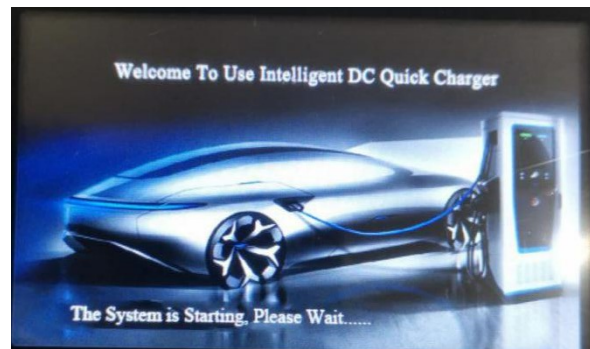 Welcome To Use Intelligent DC Quick Charger
The System is Starting, Please Wait......